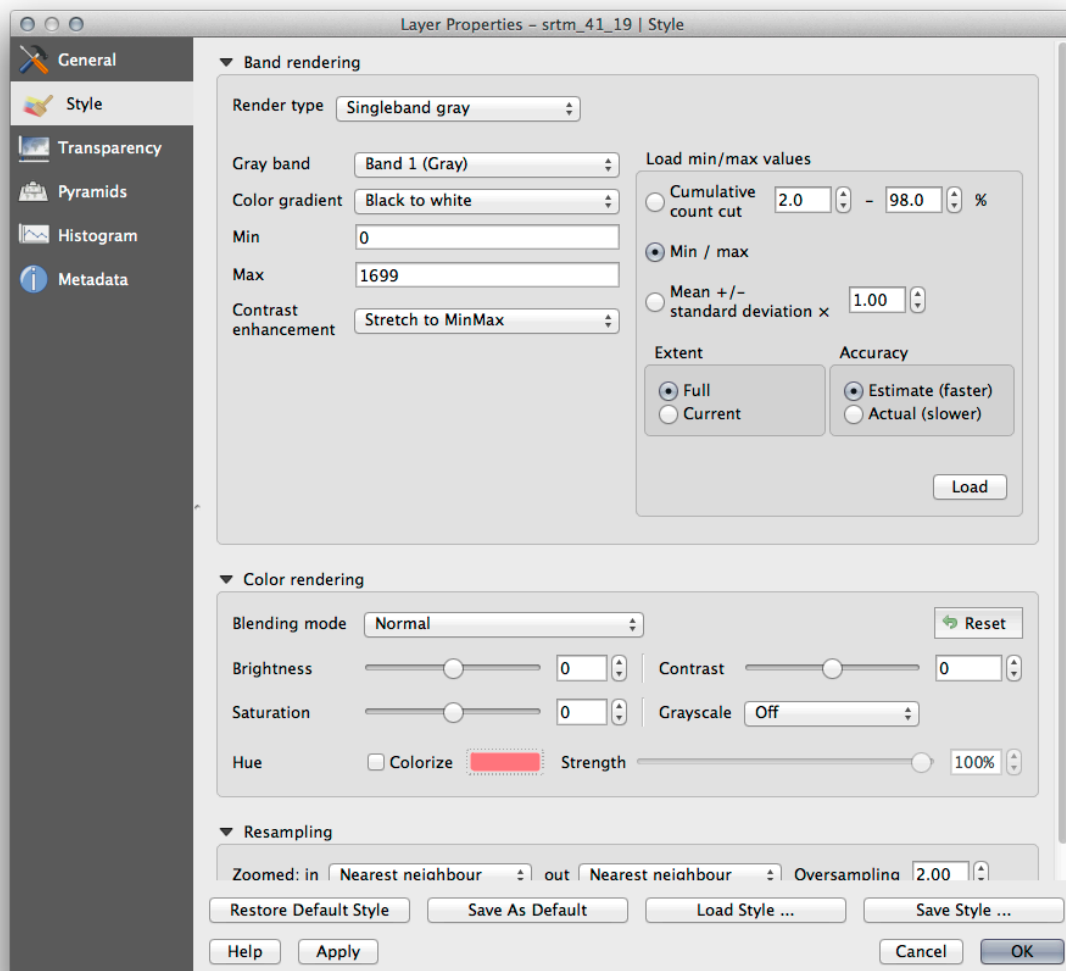 Layer Properties – srtm_41_19 | Style
General
Style
Transparency
Pyramids
Histogram
Metadata
Band rendering
Render type Singleband gray
Gray band Band 1 (Gray)
Color gradient Black to white
Min 0
Max 1699
Contrast
enhancement Stretch to MinMax
Load min/max values
Cumulative
count cut 2.0 – 98.0 %
Min / max
Mean +/–
standard deviation × 1.00
Extent
Full
Current
Accuracy
Estimate (faster)
Actual (slower)
Load
Color rendering
Blending mode Normal Reset
Brightness 0 Contrast 0
Saturation 0 Grayscale Off
Hue Colorize Strength 100%
Resampling
Zoomed: in Nearest neighbour out Nearest neighbour Oversampling 2.00
Restore Default Style Save As Default Load Style ... Save Style ...
Help Apply Cancel OK